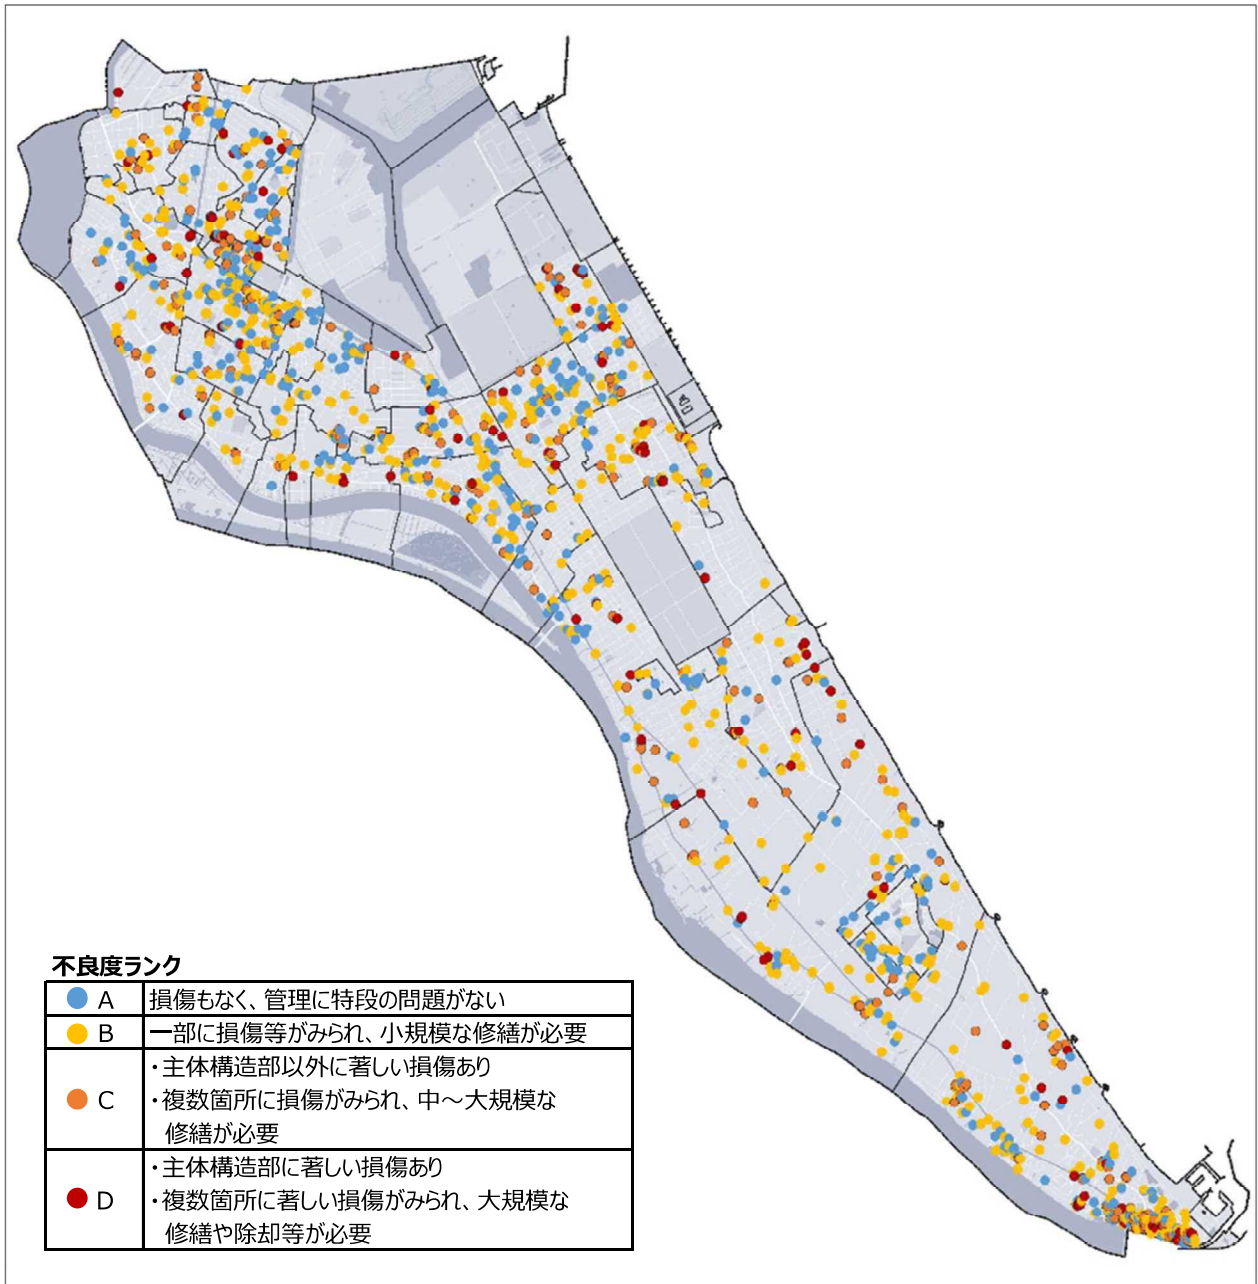 不良度ランク
A 損傷もなく、管理に特段の問題がない
B 一部に損傷等がみられ、小規模な修繕が必要
・主体構造部以外に著しい損傷あり
C ・複数箇所に損傷がみられ、中～大規模な
修繕が必要
・主体構造部に著しい損傷あり
D ・複数箇所に著しい損傷がみられ、大規模な
修繕や除却等が必要